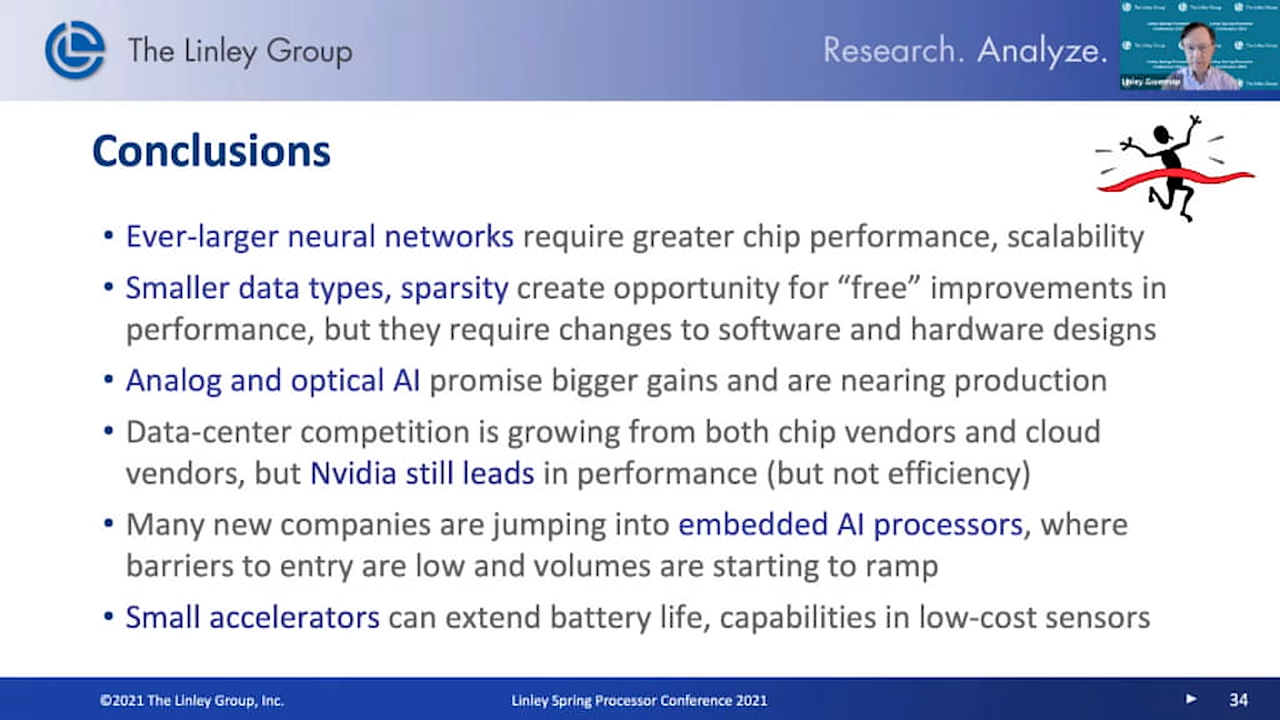 The Linley Group
Research. Analyze.
Linley Gwennap
Conclusions
• Ever-larger neural networks require greater chip performance, scalability
• Smaller data types, sparsity create opportunity for “free” improvements in
performance, but they require changes to software and hardware designs
• Analog and optical AI promise bigger gains and are nearing production
• Data-center competition is growing from both chip vendors and cloud
vendors, but Nvidia still leads in performance (but not efficiency)
• Many new companies are jumping into embedded AI processors, where
barriers to entry are low and volumes are starting to ramp
• Small accelerators can extend battery life, capabilities in low-cost sensors
©2021 The Linley Group, Inc.
Linley Spring Processor Conference 2021
34